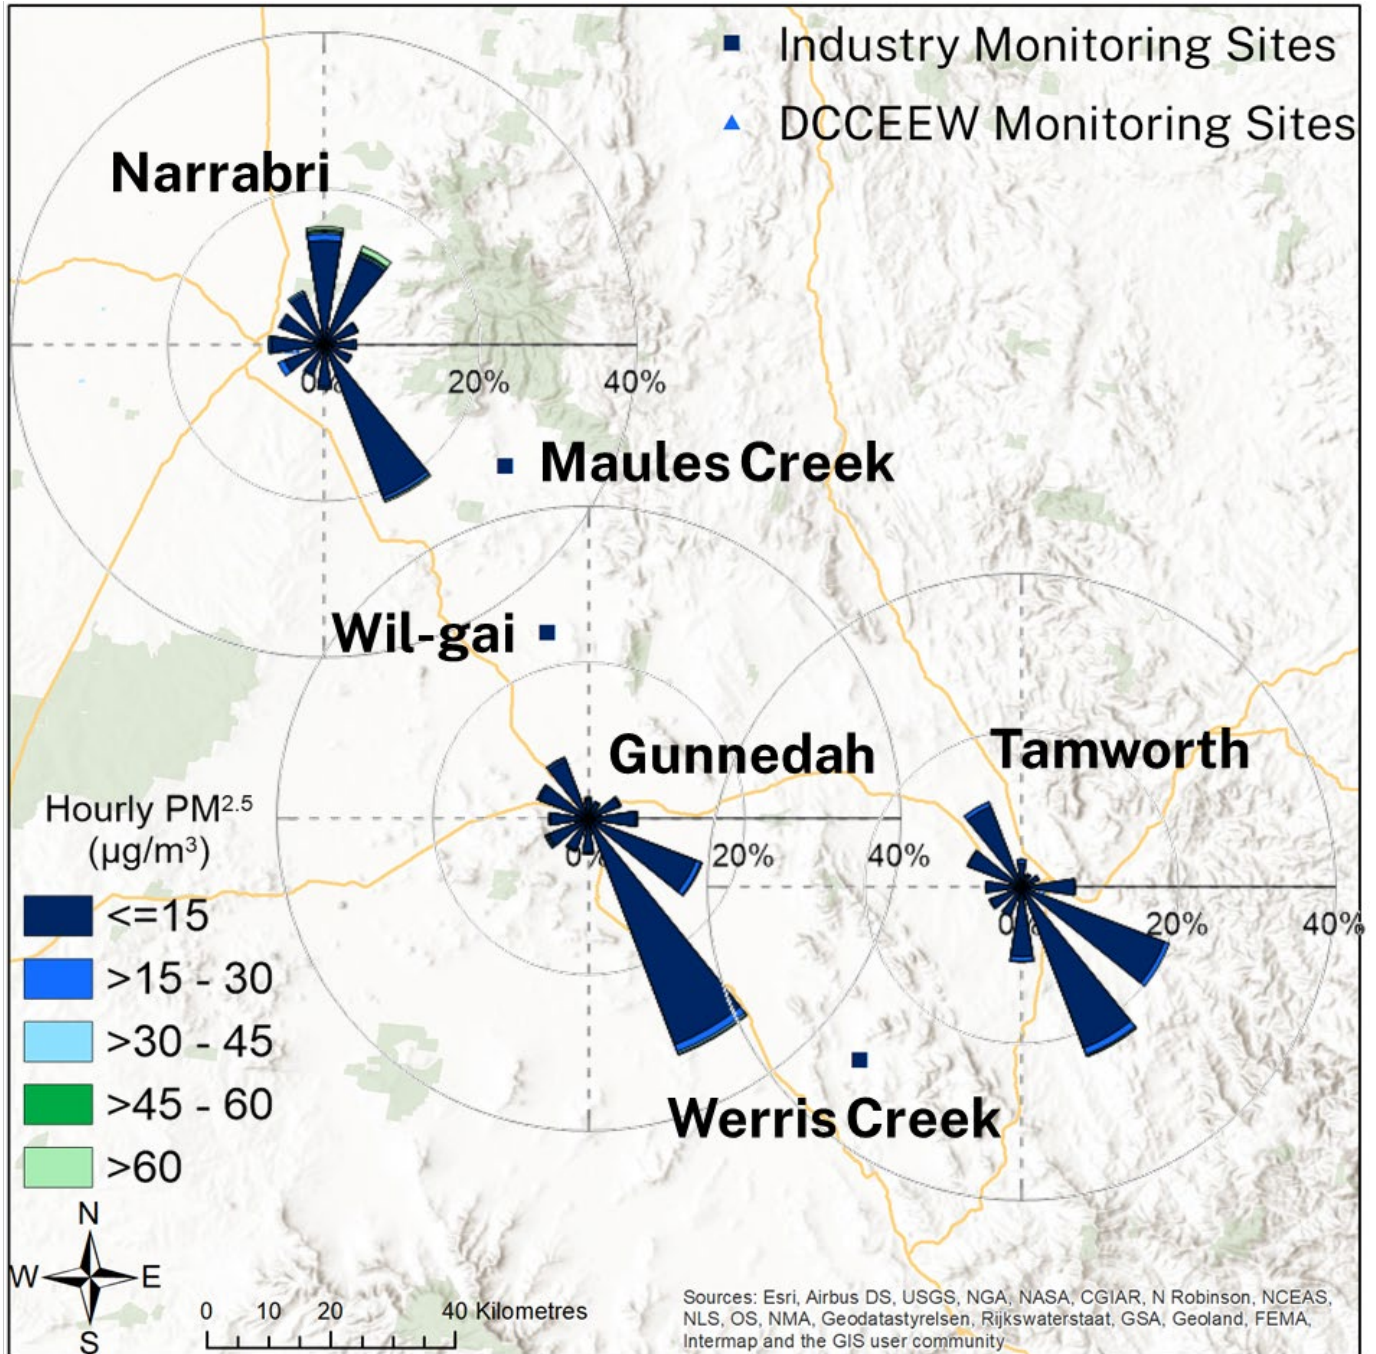 Industry Monitoring Sites
DCCEEW Monitoring Sites
Narrabri
0%
20%
40%
Maules Creek
Wil-gai
Gunnedah
Tamworth
0%
20%
40%
0%
20%
40%
Werris Creek
Hourly PM2.5
(µg/m³)
<=15
>15 - 30
>30 - 45
>45 - 60
>60
N
W
E
S
0 10 20 40 Kilometres
Sources: Esri, Airbus DS, USGS, NGA, NASA, CGIAR, N Robinson, NCEAS,
NLS, OS, NMA, Geodatastyrelsen, Rijkswaterstaat, GSA, Geoland, FEMA,
Intermap and the GIS user community